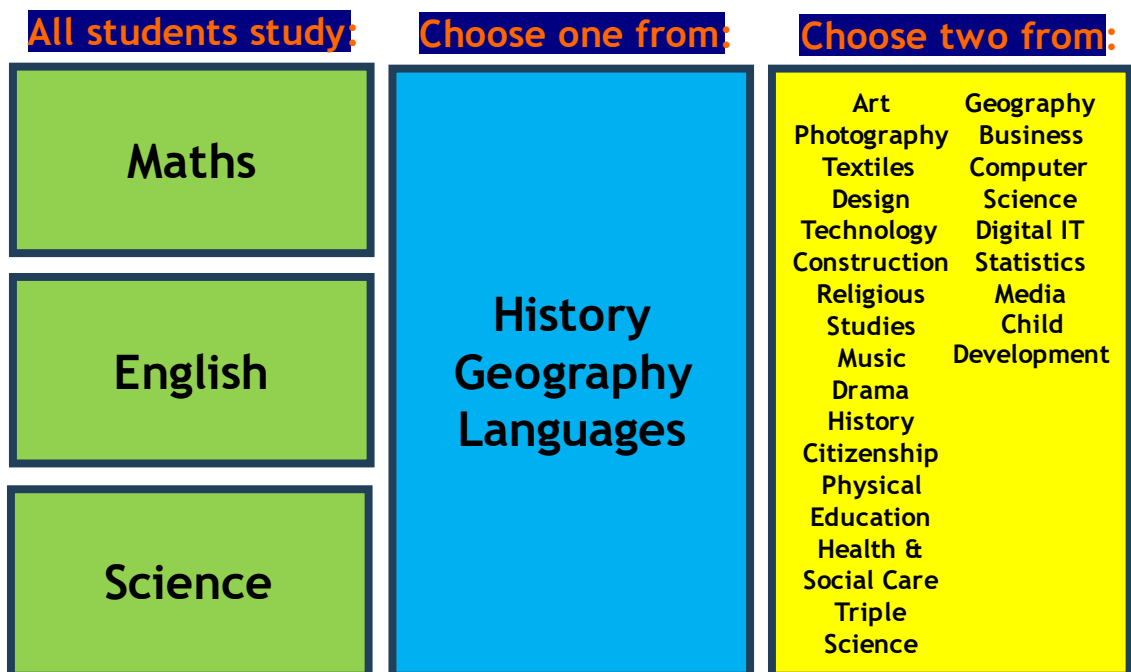 All students study:
Maths
English
Science
Choose one from:
History
Geography
Languages
Choose two from:
Art
Photography
Textiles
Design
Technology
Construction
Religious
Studies
Music
Drama
History
Citizenship
Physical
Education
Health &
Social Care
Triple
Science
Geography
Business
Computer
Science
Digital IT
Statistics
Media
Child
Development